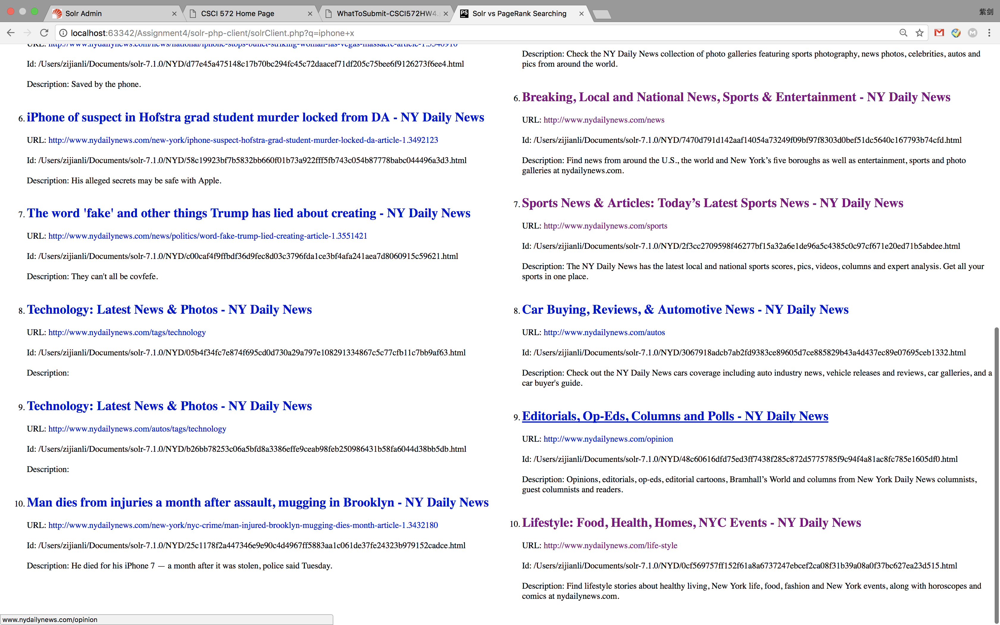 Solr Admin
CSCI 572 Home Page
WhatToSubmit-CSCI572HW4.
Solr vs PageRank Searching
紫剑
localhost:63342/Assignment4/solr-php-client/solrClient.php?q=iphone+x
URL: http://www.nydailynews.com/news/national/iphone-stops-bullet-striking-woman-las-vegas-massacre-article-1.3540910
Id: /Users/zijianli/Documents/solr-7.1.0/NYD/d77e45a475148c17b70bc294fc45c72daacef71df205c75bee6f9126273f6ee4.html
Description: Saved by the phone.
6. iPhone of suspect in Hofstra grad student murder locked from DA - NY Daily News
URL: http://www.nydailynews.com/new-york/iphone-suspect-hofstra-grad-student-murder-locked-da-article-1.3492123
Id: /Users/zijianli/Documents/solr-7.1.0/NYD/58c19923bf7b5832bb660f01b73a922fff5fb743c054b87778babc044496a3d3.html
Description: His alleged secrets may be safe with Apple.
7. The word 'fake' and other things Trump has lied about creating - NY Daily News
URL: http://www.nydailynews.com/news/politics/word-fake-trump-lied-creating-article-1.3551421
Id: /Users/zijianli/Documents/solr-7.1.0/NYD/c00caf4f9ffbdf36d9fec8d03c3796fda1ce3bf4afa241aea7d8060915c59621.html
Description: They can't all be covfefe.
8. Technology: Latest News & Photos - NY Daily News
URL: http://www.nydailynews.com/tags/technology
Id: /Users/zijianli/Documents/solr-7.1.0/NYD/05b4f34fc7e874f695cd0d730a29a797e108291334867c5c77cfb11c7bb9af63.html
Description:
9. Technology: Latest News & Photos - NY Daily News
URL: http://www.nydailynews.com/autos/tags/technology
Id: /Users/zijianli/Documents/solr-7.1.0/NYD/b26bb78253c06a5bfd8a3386effe9ceab98feb250986431b58fa6044d38bb5db.html
Description:
10. Man dies from injuries a month after assault, mugging in Brooklyn - NY Daily News
URL: http://www.nydailynews.com/new-york/nyc-crime/man-injured-brooklyn-mugging-dies-month-article-1.3432180
Id: /Users/zijianli/Documents/solr-7.1.0/NYD/25c1178f2a447346e9e90c4d4967ff5883aa1c061de37fe24323b979152cadce.html
Description: He died for his iPhone 7 — a month after it was stolen, police said Tuesday.
Description: Check the NY Daily News collection of photo galleries featuring sports photography, news photos, celebrities, autos and
pics from around the world.
6. Breaking, Local and National News, Sports & Entertainment - NY Daily News
URL: http://www.nydailynews.com/news
Id: /Users/zijianli/Documents/solr-7.1.0/NYD/7470d791d142aaf14054a73249f09bf97f8303d0bef51dc5640c167793b74cfd.html
Description: Find news from around the U.S., the world and New York’s five boroughs as well as entertainment, sports and photo
galleries at nydailynews.com.
7. Sports News & Articles: Today’s Latest Sports News - NY Daily News
URL: http://www.nydailynews.com/sports
Id: /Users/zijianli/Documents/solr-7.1.0/NYD/2f3cc2709598f46277bf15a32a6e1de96a5c4385c0c97cf671e20ed71b5abdee.html
Description: The NY Daily News has the latest local and national sports scores, pics, videos, columns and expert analysis. Get all your
sports in one place.
8. Car Buying, Reviews, & Automotive News - NY Daily News
URL: http://www.nydailynews.com/autos
Id: /Users/zijianli/Documents/solr-7.1.0/NYD/3067918adcb7ab2fd9383ce89605d7ce885829b43a4d437ec89e07695ceb1332.html
Description: Check out the NY Daily News cars coverage including auto industry news, vehicle releases and reviews, car galleries, and a
car buyer's guide.
9. Editorials, Op-Eds, Columns and Polls - NY Daily News
URL: http://www.nydailynews.com/opinion
Id: /Users/zijianli/Documents/solr-7.1.0/NYD/48c60616dfd75ed3ff7438f285c872d5775785f9c94f4a81ac8fc785e1605df0.html
Description: Opinions, editorials, op-eds, editorial cartoons, Bramhall’s World and columns from New York Daily News columnists,
guest columnists and readers.
10. Lifestyle: Food, Health, Homes, NYC Events - NY Daily News
URL: http://www.nydailynews.com/life-style
Id: /Users/zijianli/Documents/solr-7.1.0/NYD/0cf569757ff152f61a8a6737247ebcef2ca08f31b39a08a0f37bc627ea23d515.html
Description: Find lifestyle stories about healthy living, New York life, food, fashion and New York events, along with horoscopes and
comics at nydailynews.com.
www.nydailynews.com/opinion